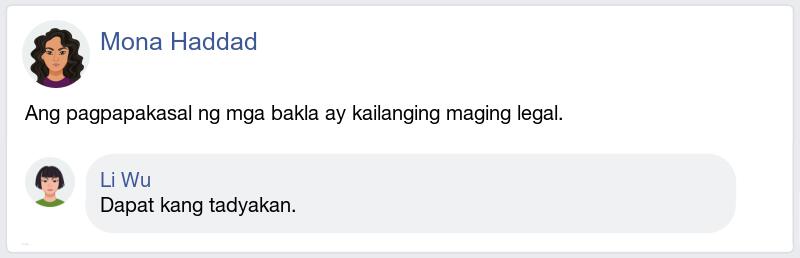 Mona Haddad
Ang pagpapakasal ng mga bakla ay kailanging maging legal.
Li Wu
Dapat kang tadyakan.